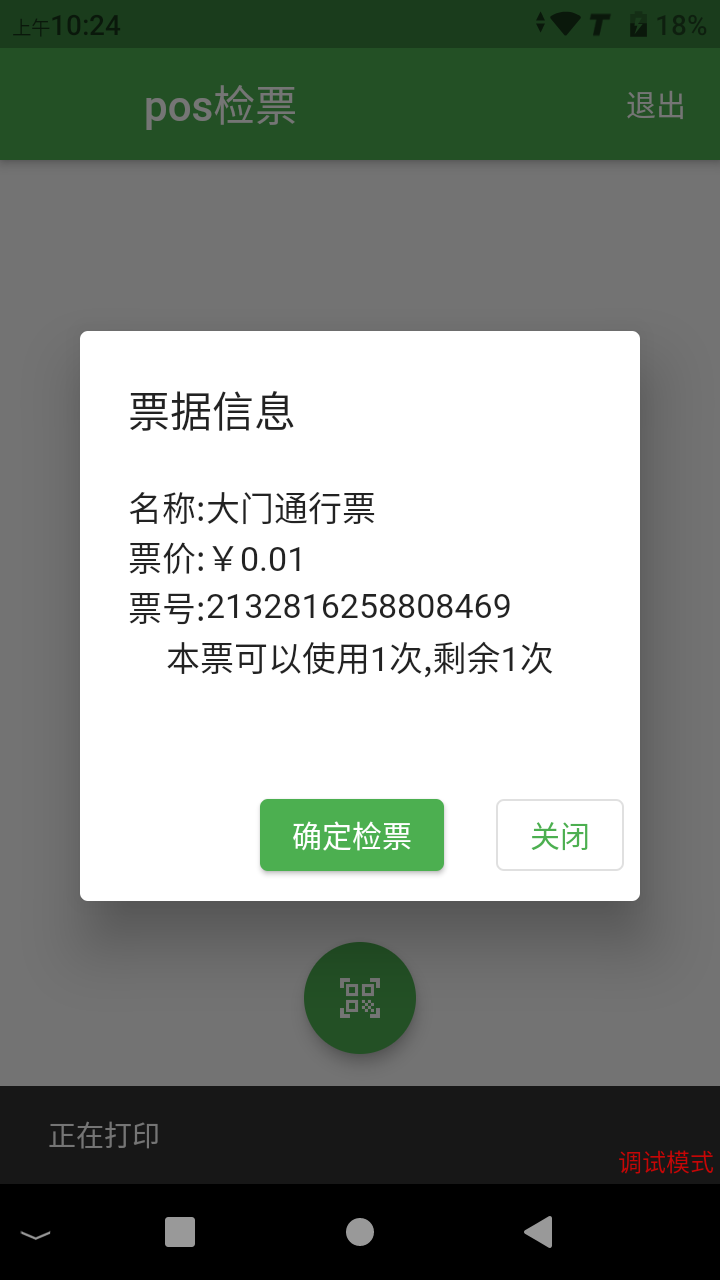 上午10:24
18%
pos检票
退出
票据信息
名称:大门通行票
票价:￥0.01
票号:2132816258808469
本票可以使用1次,剩余1次
确定检票
关闭
正在打印
调试模式